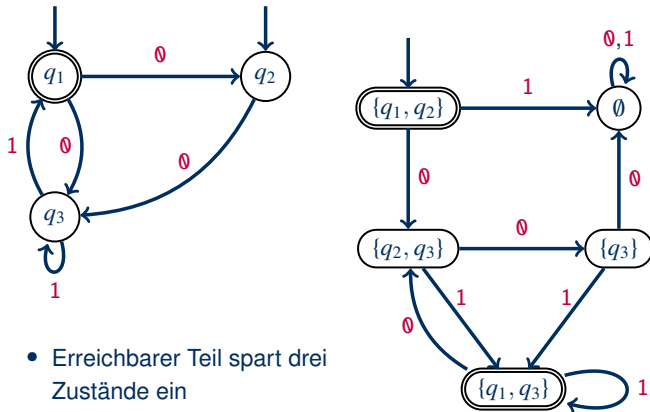 0,1
0
q1 q2
{q1, q2} 1 ∅
1 0 0
0 0
q3
{q2, q3} 0 {q3}
1
1 1
0
• Erreichbarer Teil spart drei
Zustände ein
{q1, q3} 1